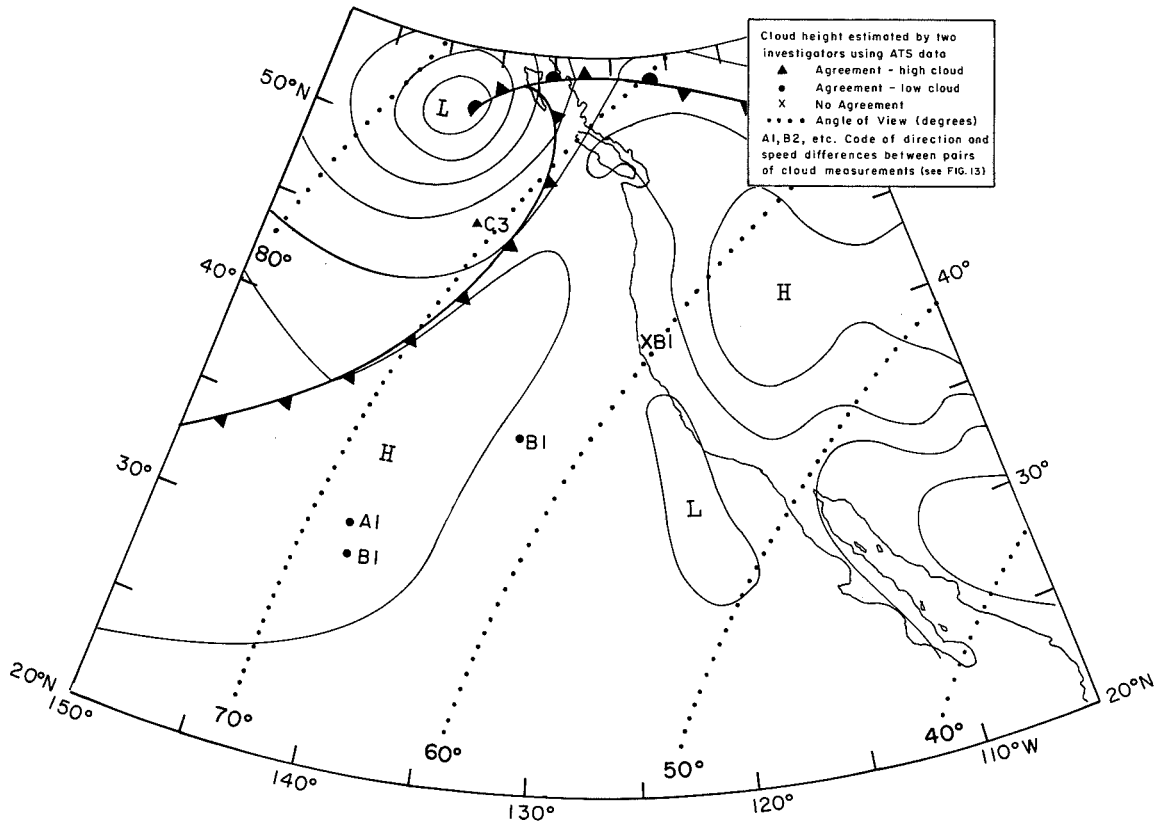 Cloud height estimated by two
investigators using ATS data
▲ Agreement - high cloud
● Agreement - low cloud
X No Agreement
•••• Angle of View (degrees)
A1, B2, etc. Code of direction and
speed differences between pairs
of cloud measurements (see FIG. 13)
50°N
L
C3
80°
40°
40°
H
XB1
H
B1
30°
30°
A1
L
B1
20°N
20°N
150°
70°
60°
50°
40°
110°W
140°
130°
120°